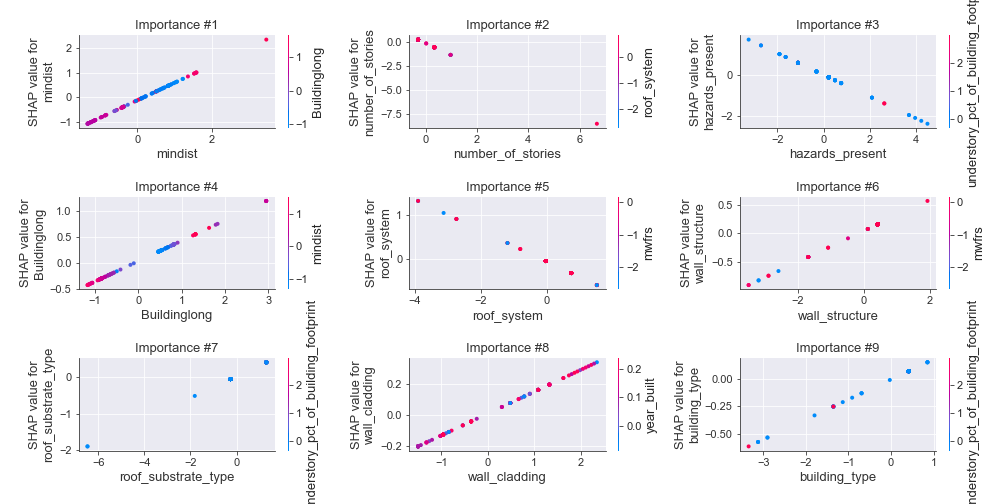 Importance #1
SHAP value for
mindist
2
1
0
−1
0
2
mindist
1
0
−1
Buildinglong
Importance #2
SHAP value for
number_of_stories
0.0
−2.5
−5.0
−7.5
0
2
4
6
number_of_stories
0
−1
−2
roof_system
Importance #3
SHAP value for
hazards_present
0
−2
−2
0
2
4
hazards_present
2
1
0
understory_pct_of_building_footp
Importance #4
SHAP value for
Buildinglong
1.0
0.5
0.0
−0.5
−1
0
1
2
3
Buildinglong
1
0
−1
mindist
Importance #5
SHAP value for
roof_system
1
0
−4
−2
0
roof_system
0
−1
−2
mwfrs
Importance #6
SHAP value for
wall_structure
0.5
0.0
−0.5
−2
0
2
wall_structure
0
−1
−2
mwfrs
Importance #7
SHAP value for
roof_substrate_type
0
−1
−2
−6
−4
−2
0
roof_substrate_type
2
1
0
nderstory_pct_of_building_footprint
Importance #8
SHAP value for
wall_cladding
0.2
0.0
−0.2
−1
0
1
2
wall_cladding
0.2
0.1
0.0
year_built
Importance #9
SHAP value for
building_type
0.00
−0.25
−0.50
−3
−2
−1
0
1
building_type
2
1
0
nderstory_pct_of_building_footprint